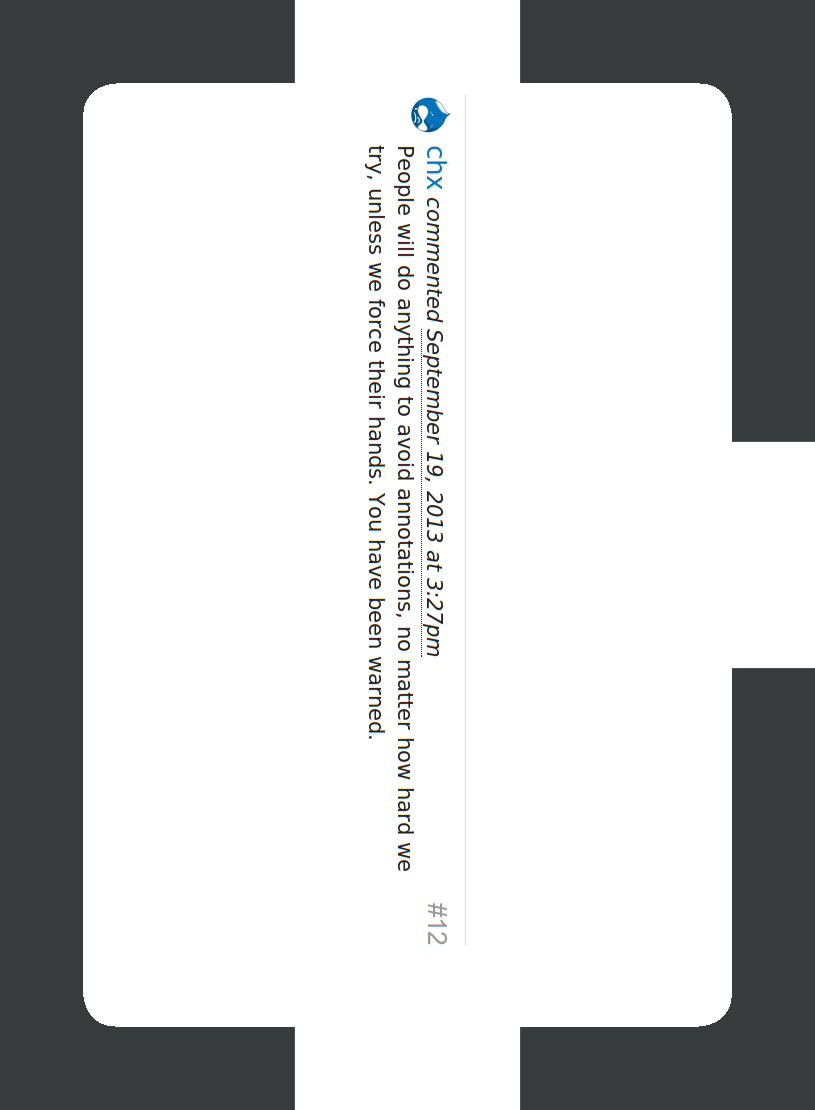 chx commented September 19, 2013 at 3:27pm #12
People will do anything to avoid annotations, no matter how hard we
try, unless we force their hands. You have been warned.